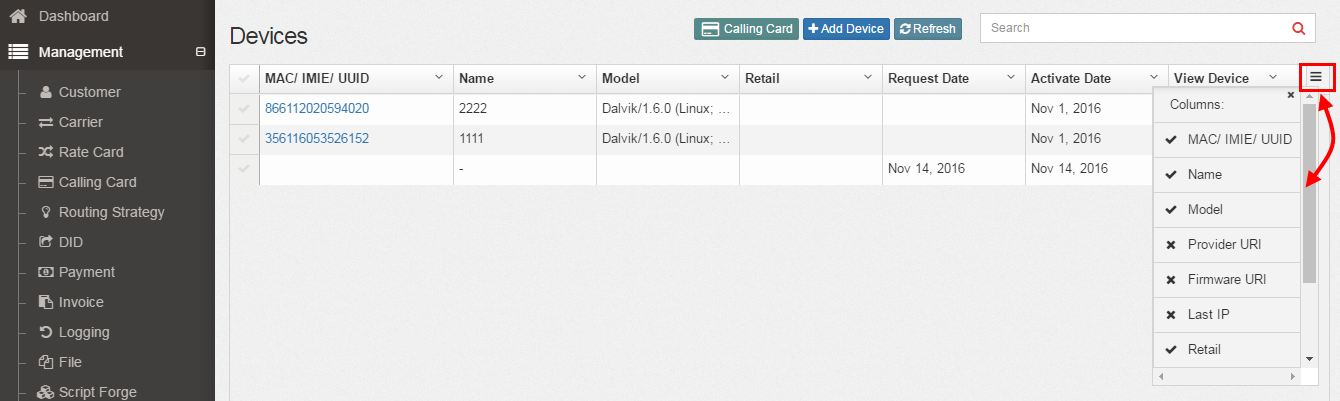 Dashboard
Management
Customer
Carrier
Rate Card
Calling Card
Routing Strategy
DID
Payment
Invoice
Logging
File
Script Forge
Devices
Calling Card
Add Device
Refresh
Search
MAC/ IMIE/ UUID Name Model Retail Request Date Activate Date View Device
866112020594020 2222 Dalvik/1.6.0 (Linux; ... Nov 1, 2016
356116053526152 1111 Dalvik/1.6.0 (Linux; ... Nov 1, 2016
- Nov 14, 2016 Nov 14, 2016
Columns:
MAC/ IMIE/ UUID
Name
Model
Provider URI
Firmware URI
Last IP
Retail